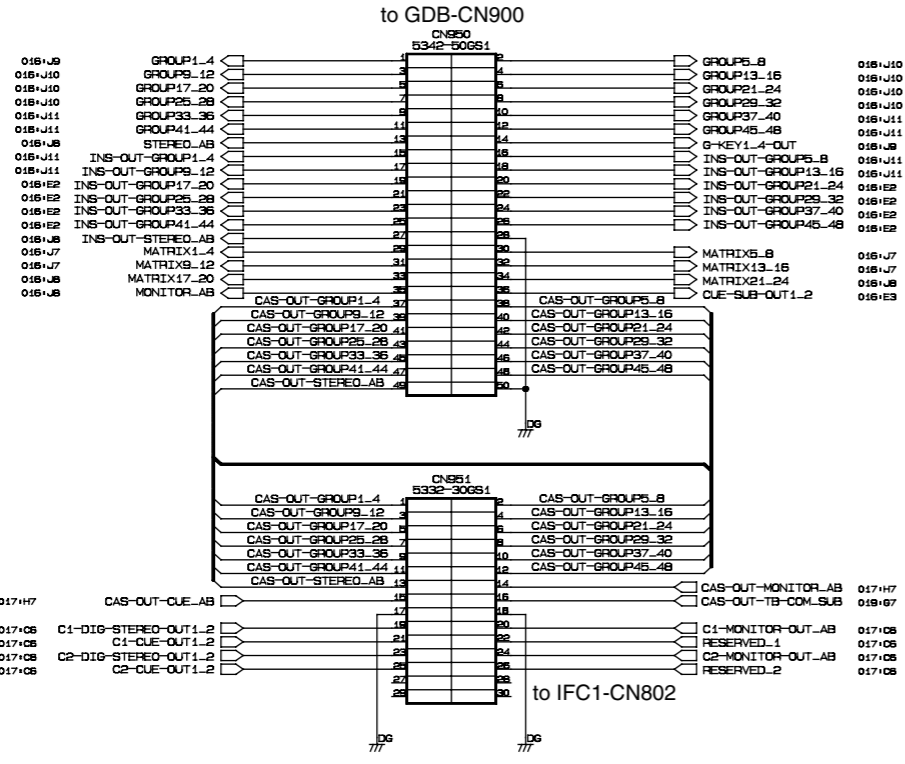 to GDB-CN900
CN950
5342-50GS1
016:J9 GROUP1_4 1 2 GROUP5_8 016:J10
016:J10 GROUP9_12 3 4 GROUP13_16 016:J10
016:J10 GROUP17_20 5 6 GROUP21_24 016:J10
016:J10 GROUP25_28 7 8 GROUP29_32 016:J10
016:J11 GROUP33_36 9 10 GROUP37_40 016:J11
016:J11 GROUP41_44 11 12 GROUP45_48 016:J11
016:J8 STEREO_AB 13 14 G-KEY1_4-OUT 016:J9
016:J11 INS-OUT-GROUP1_4 15 16 INS-OUT-GROUP5_8 016:J11
016:J11 INS-OUT-GROUP9_12 17 18 INS-OUT-GROUP13_16 016:J11
016:E2 INS-OUT-GROUP17_20 19 20 INS-OUT-GROUP21_24 016:E2
016:E2 INS-OUT-GROUP25_28 21 22 INS-OUT-GROUP29_32 016:E2
016:E2 INS-OUT-GROUP33_36 23 24 INS-OUT-GROUP37_40 016:E2
016:E2 INS-OUT-GROUP41_44 25 26 INS-OUT-GROUP45_48 016:E2
016:J8 INS-OUT-STEREO_AB 27 28
016:J7 MATRIX1_4 29 30 MATRIX5_8 016:J7
016:J7 MATRIX9_12 31 32 MATRIX13_16 016:J7
016:J8 MATRIX17_20 33 34 MATRIX21_24 016:J8
016:J8 MONITOR_AB 35 36 CUE-SUB-OUT1_2 016:E3
CAS-OUT-GROUP1_4 37 38 CAS-OUT-GROUP5_8
CAS-OUT-GROUP9_12 39 40 CAS-OUT-GROUP13_16
CAS-OUT-GROUP17_20 41 42 CAS-OUT-GROUP21_24
CAS-OUT-GROUP25_28 43 44 CAS-OUT-GROUP29_32
CAS-OUT-GROUP33_36 45 46 CAS-OUT-GROUP37_40
CAS-OUT-GROUP41_44 47 48 CAS-OUT-GROUP45_48
CAS-OUT-STEREO_AB 49 50
DG
CN951
5332-30GS1
CAS-OUT-GROUP1_4 1 2 CAS-OUT-GROUP5_8
CAS-OUT-GROUP9_12 3 4 CAS-OUT-GROUP13_16
CAS-OUT-GROUP17_20 5 6 CAS-OUT-GROUP21_24
CAS-OUT-GROUP25_28 7 8 CAS-OUT-GROUP29_32
CAS-OUT-GROUP33_36 9 10 CAS-OUT-GROUP37_40
CAS-OUT-GROUP41_44 11 12 CAS-OUT-GROUP45_48
CAS-OUT-STEREO_AB 13 14 CAS-OUT-MONITOR_AB 017:H7
017:H7 CAS-OUT-CUE_AB 15 16 CAS-OUT-TB-COM_SUB 019:G7
17 18
017:C6 C1-DIG-STEREO-OUT1_2 19 20 C1-MONITOR-OUT_AB 017:C6
017:C6 C1-CUE-OUT1_2 21 22 RESERVED_1 017:C6
017:C6 C2-DIG-STEREO-OUT1_2 23 24 C2-MONITOR-OUT_AB 017:C6
017:C6 C2-CUE-OUT1_2 25 26 RESERVED_2 017:C6
27 28
29 30
to IFC1-CN802
DG DG